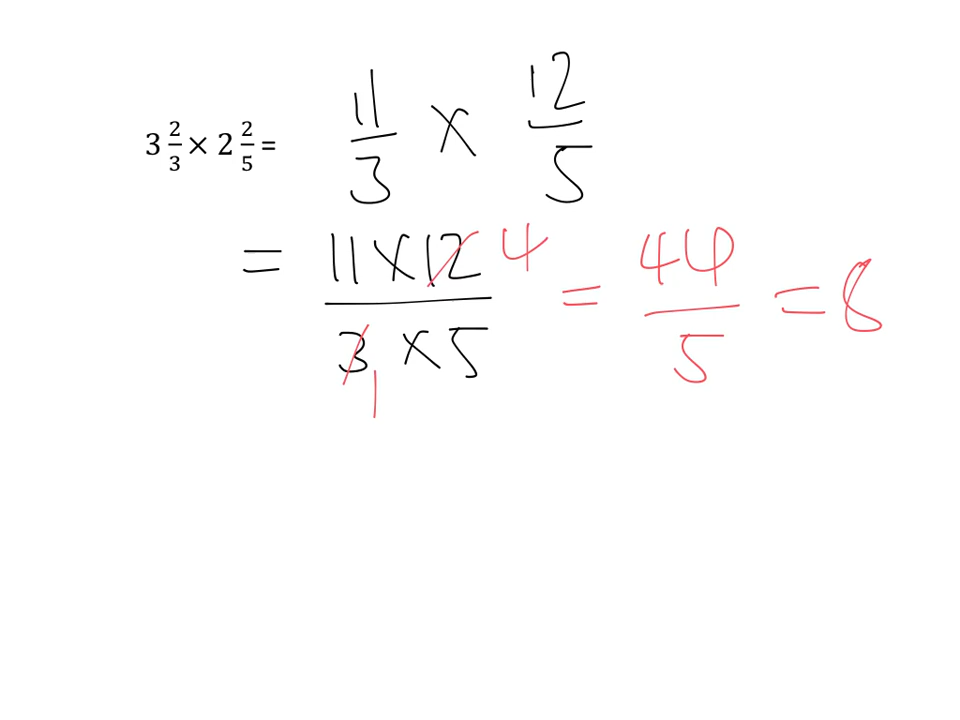 3 2/3 × 2 2/5 = 11/3 × 12/5
= 11×12 4 / 3 1 ×5 = 44/5 = 8